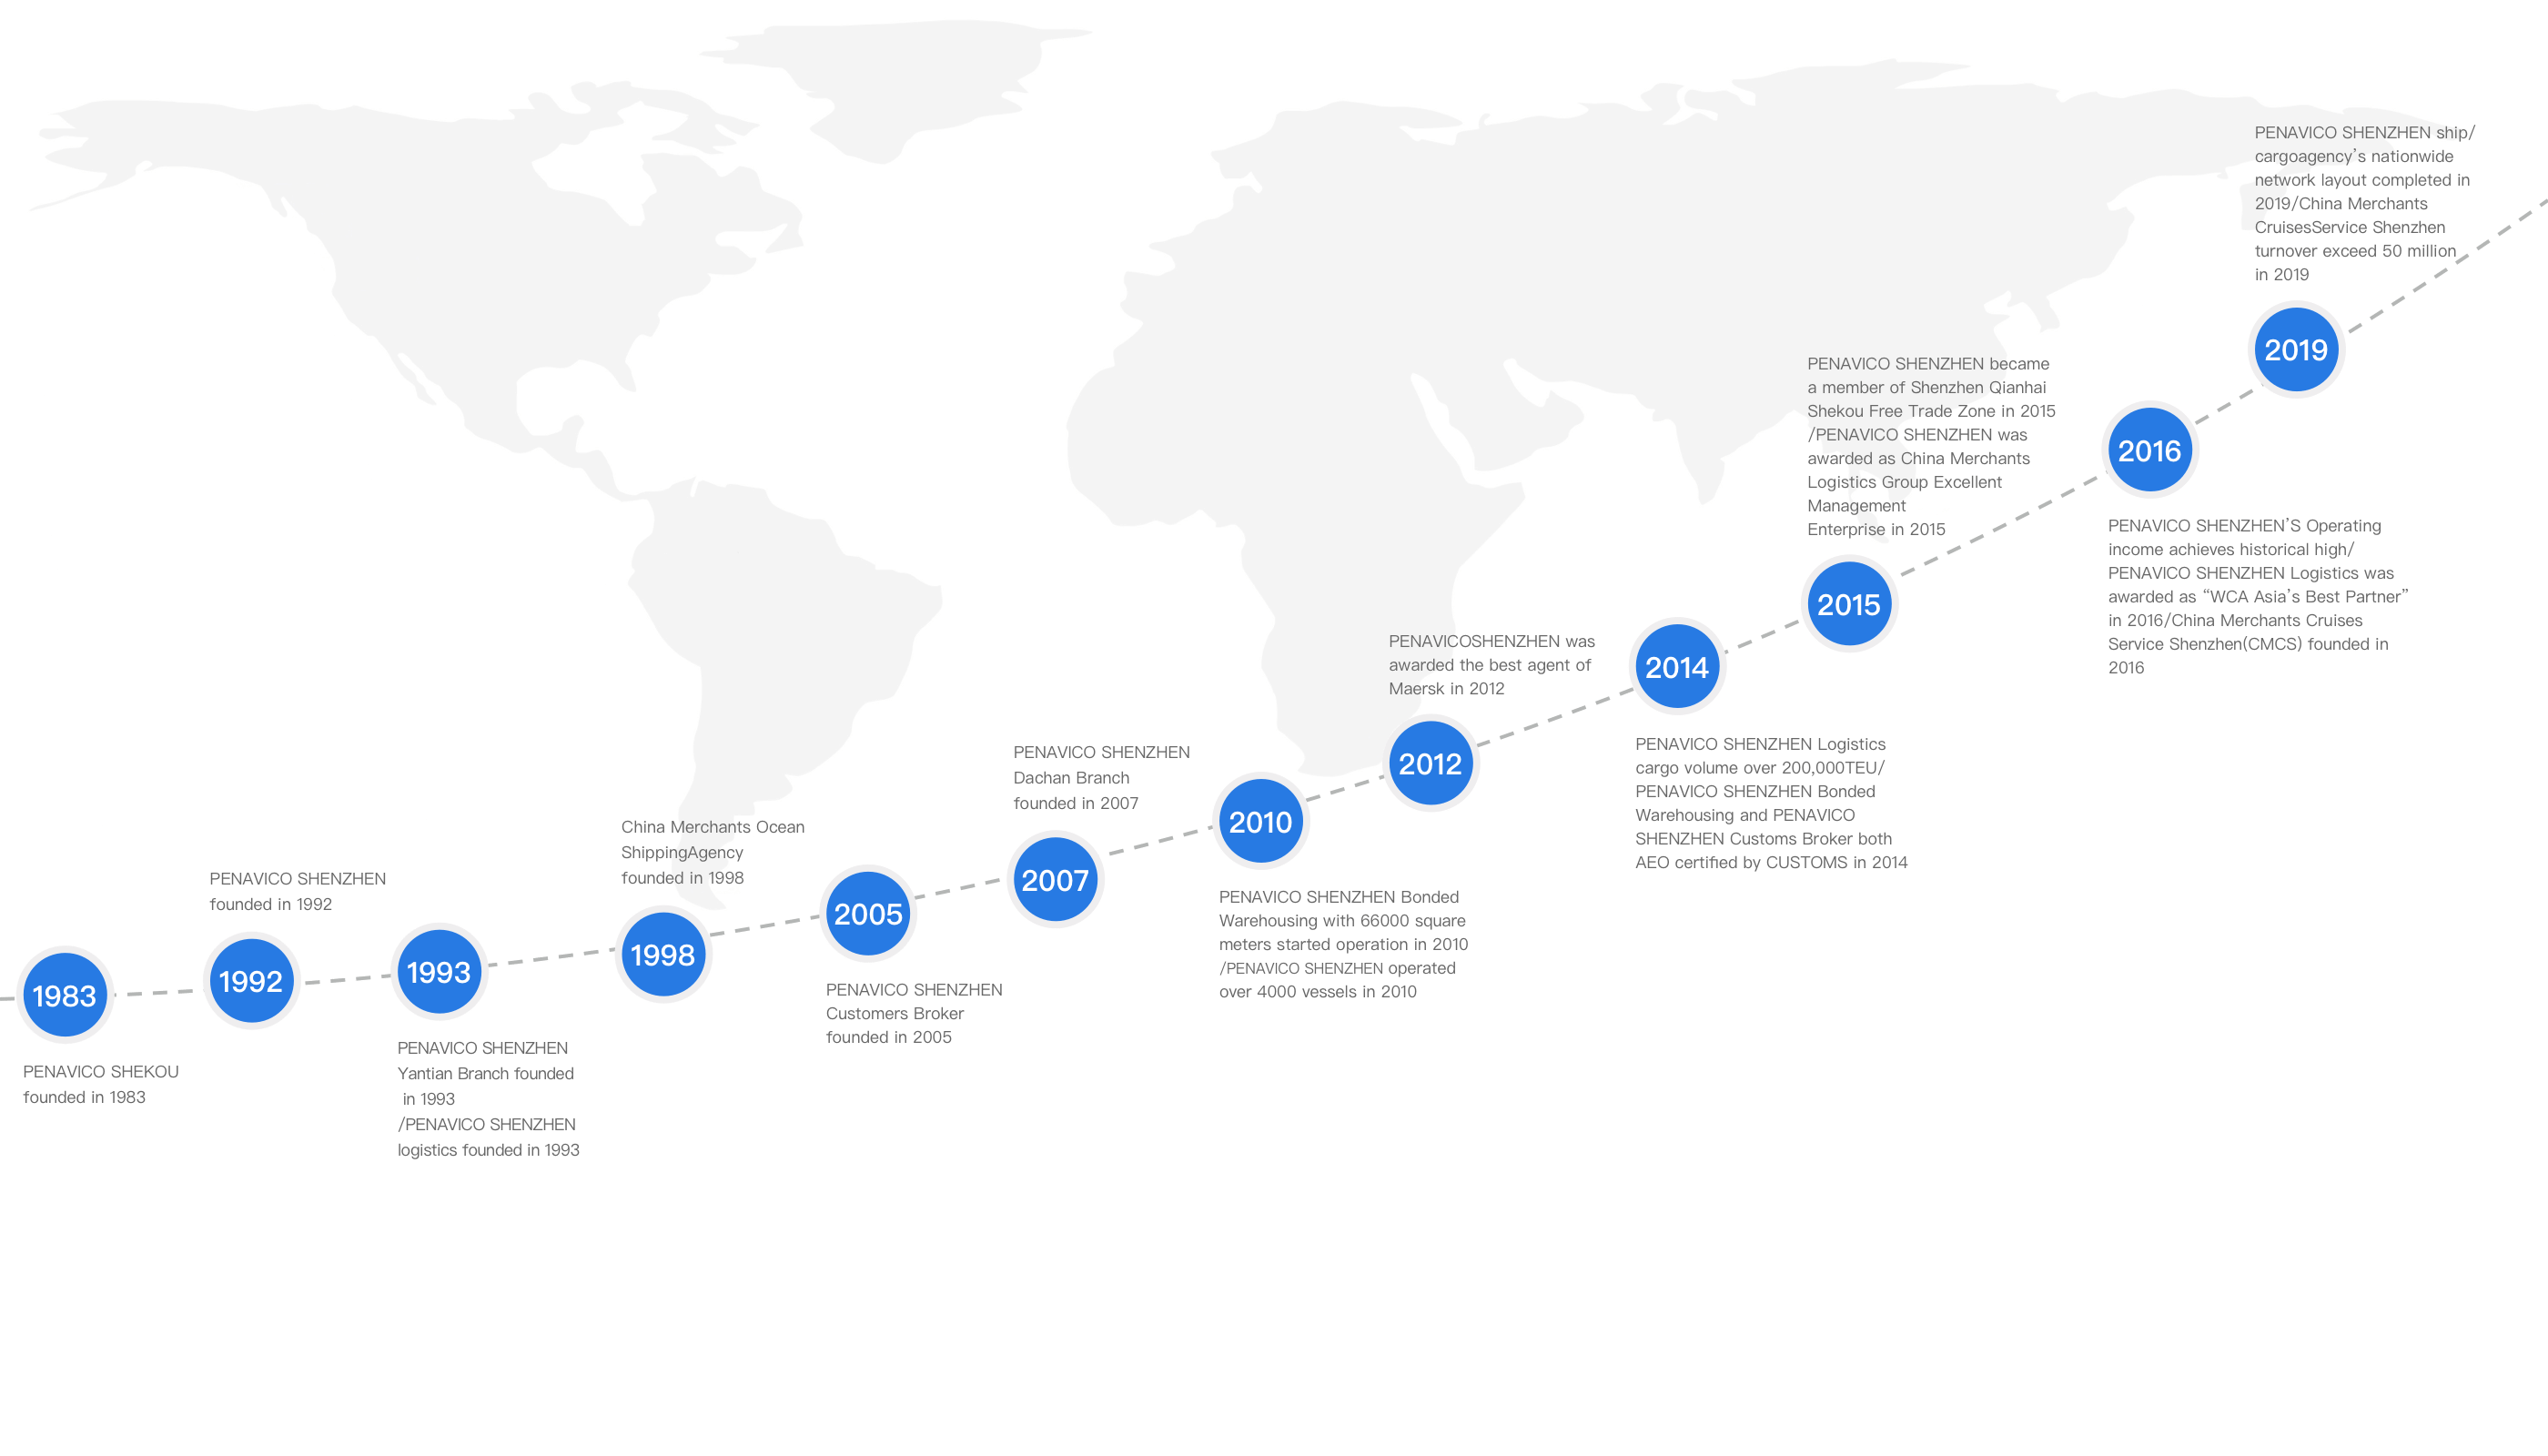 1983
PENAVICO SHEKOU
founded in 1983
PENAVICO SHENZHEN
founded in 1992
1992
1993
PENAVICO SHENZHEN
Yantian Branch founded
in 1993
/PENAVICO SHENZHEN
logistics founded in 1993
China Merchants Ocean
ShippingAgency
founded in 1998
1998
2005
PENAVICO SHENZHEN
Customers Broker
founded in 2005
PENAVICO SHENZHEN
Dachan Branch
founded in 2007
2007
2010
PENAVICO SHENZHEN Bonded
Warehousing with 66000 square
meters started operation in 2010
/PENAVICO SHENZHEN operated
over 4000 vessels in 2010
PENAVICOSHENZHEN was
awarded the best agent of
Maersk in 2012
2012
2014
PENAVICO SHENZHEN Logistics
cargo volume over 200,000TEU/
PENAVICO SHENZHEN Bonded
Warehousing and PENAVICO
SHENZHEN Customs Broker both
AEO certified by CUSTOMS in 2014
PENAVICO SHENZHEN became
a member of Shenzhen Qianhai
Shekou Free Trade Zone in 2015
/PENAVICO SHENZHEN was
awarded as China Merchants
Logistics Group Excellent
Management
Enterprise in 2015
2015
2016
PENAVICO SHENZHEN’S Operating
income achieves historical high/
PENAVICO SHENZHEN Logistics was
awarded as “WCA Asia’s Best Partner”
in 2016/China Merchants Cruises
Service Shenzhen(CMCS) founded in
2016
PENAVICO SHENZHEN ship/
cargoagency’s nationwide
network layout completed in
2019/China Merchants
CruisesService Shenzhen
turnover exceed 50 million
in 2019
2019